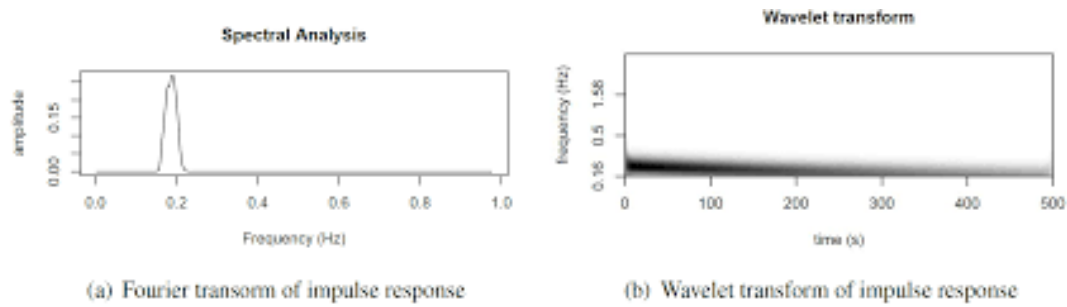 Spectral Analysis
amplitude
0.15
0.00
0.0 0.2 0.4 0.6 0.8 1.0
Frequency (Hz)
(a) Fourier transorm of impulse response
Wavelet transform
frequency (Hz)
1.58
0.5
0.16
0 100 200 300 400 500
time (s)
(b) Wavelet transform of impulse response